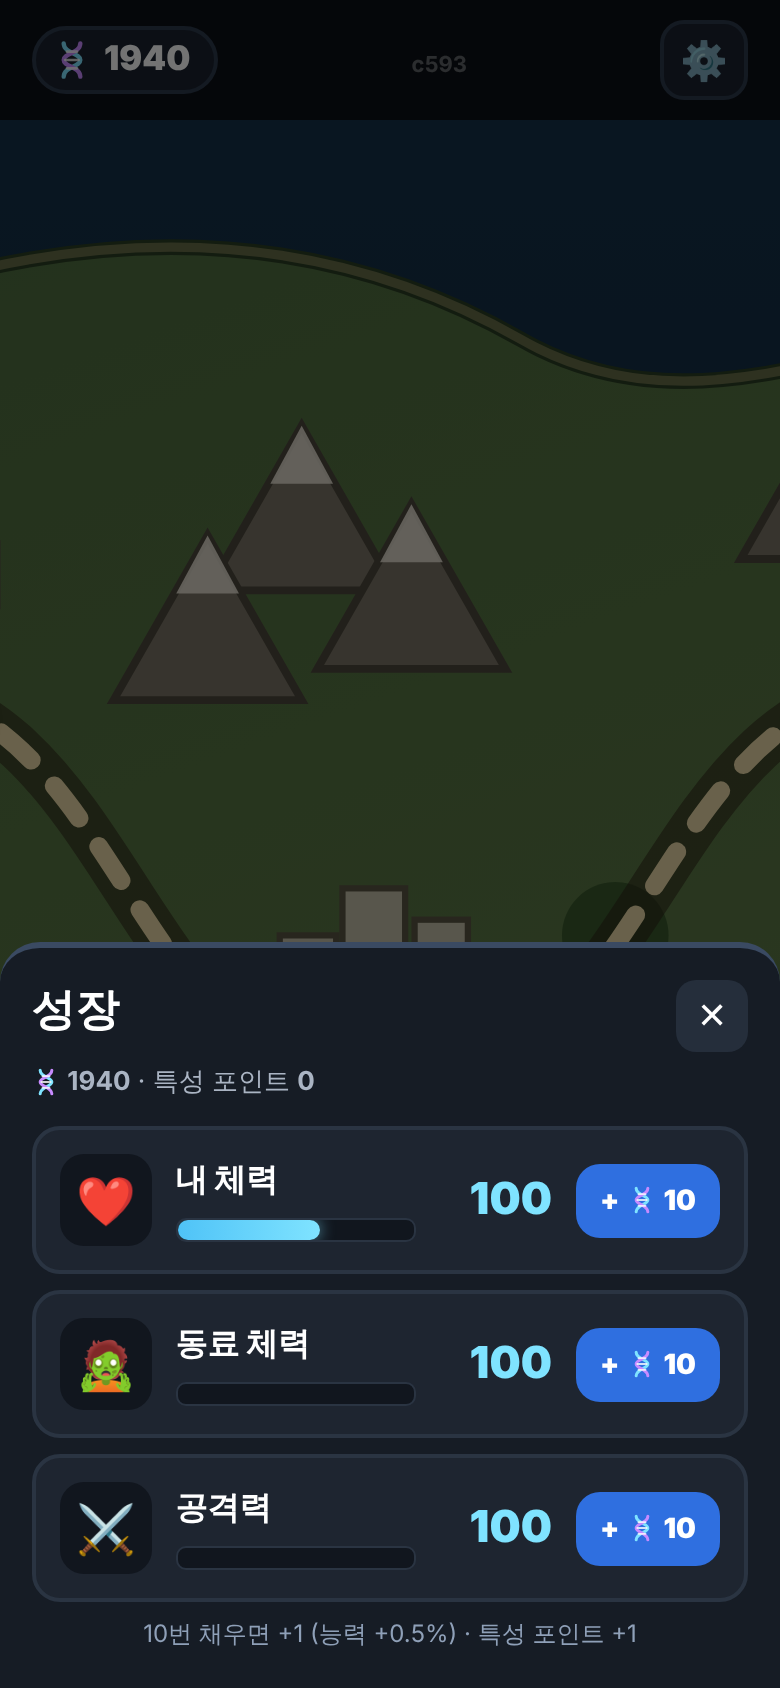 1940
c593
성장
1940 · 특성 포인트 0
내 체력
100
+ 10
동료 체력
100
+ 10
공격력
100
+ 10
10번 채우면 +1 (능력 +0.5%) · 특성 포인트 +1